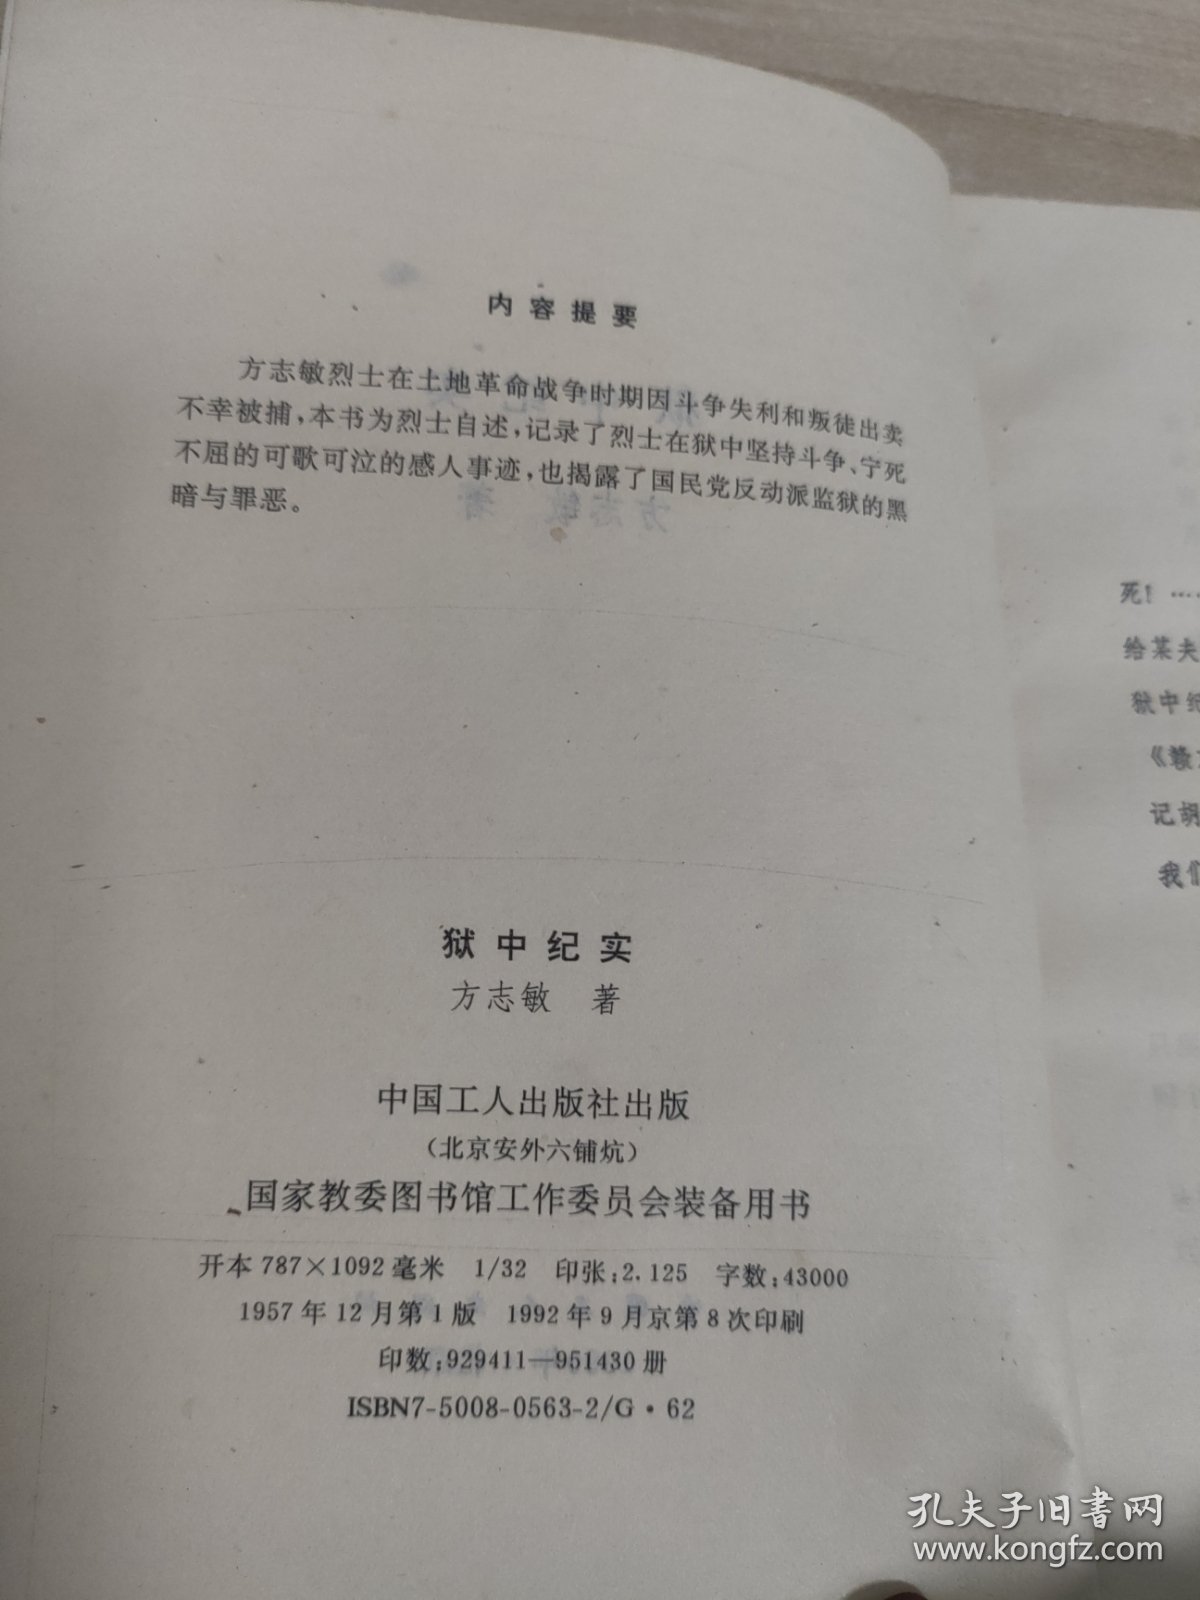 内容提要
方志敏烈士在土地革命战争时期因斗争失利和叛徒出卖
不幸被捕，本书为烈士自述，记录了烈士在狱中坚持斗争、宁死
不屈的可歌可泣的感人事迹，也揭露了国民党反动派监狱的黑
暗与罪恶。
狱中纪实
方志敏 著
中国工人出版社出版
（北京安外六铺炕）
国家教委图书馆工作委员会装备用书
开本 787×1092 毫米 1/32 印张：2.125 字数：43000
1957 年 12 月第 1 版 1992 年 9 月京第 8 次印刷
印数：929411—951430 册
ISBN7-5008-0563-2/G·62
死！……
给某夫
狱中纪
《赣
记胡
我们
孔夫子旧书网
www.kongfz.com